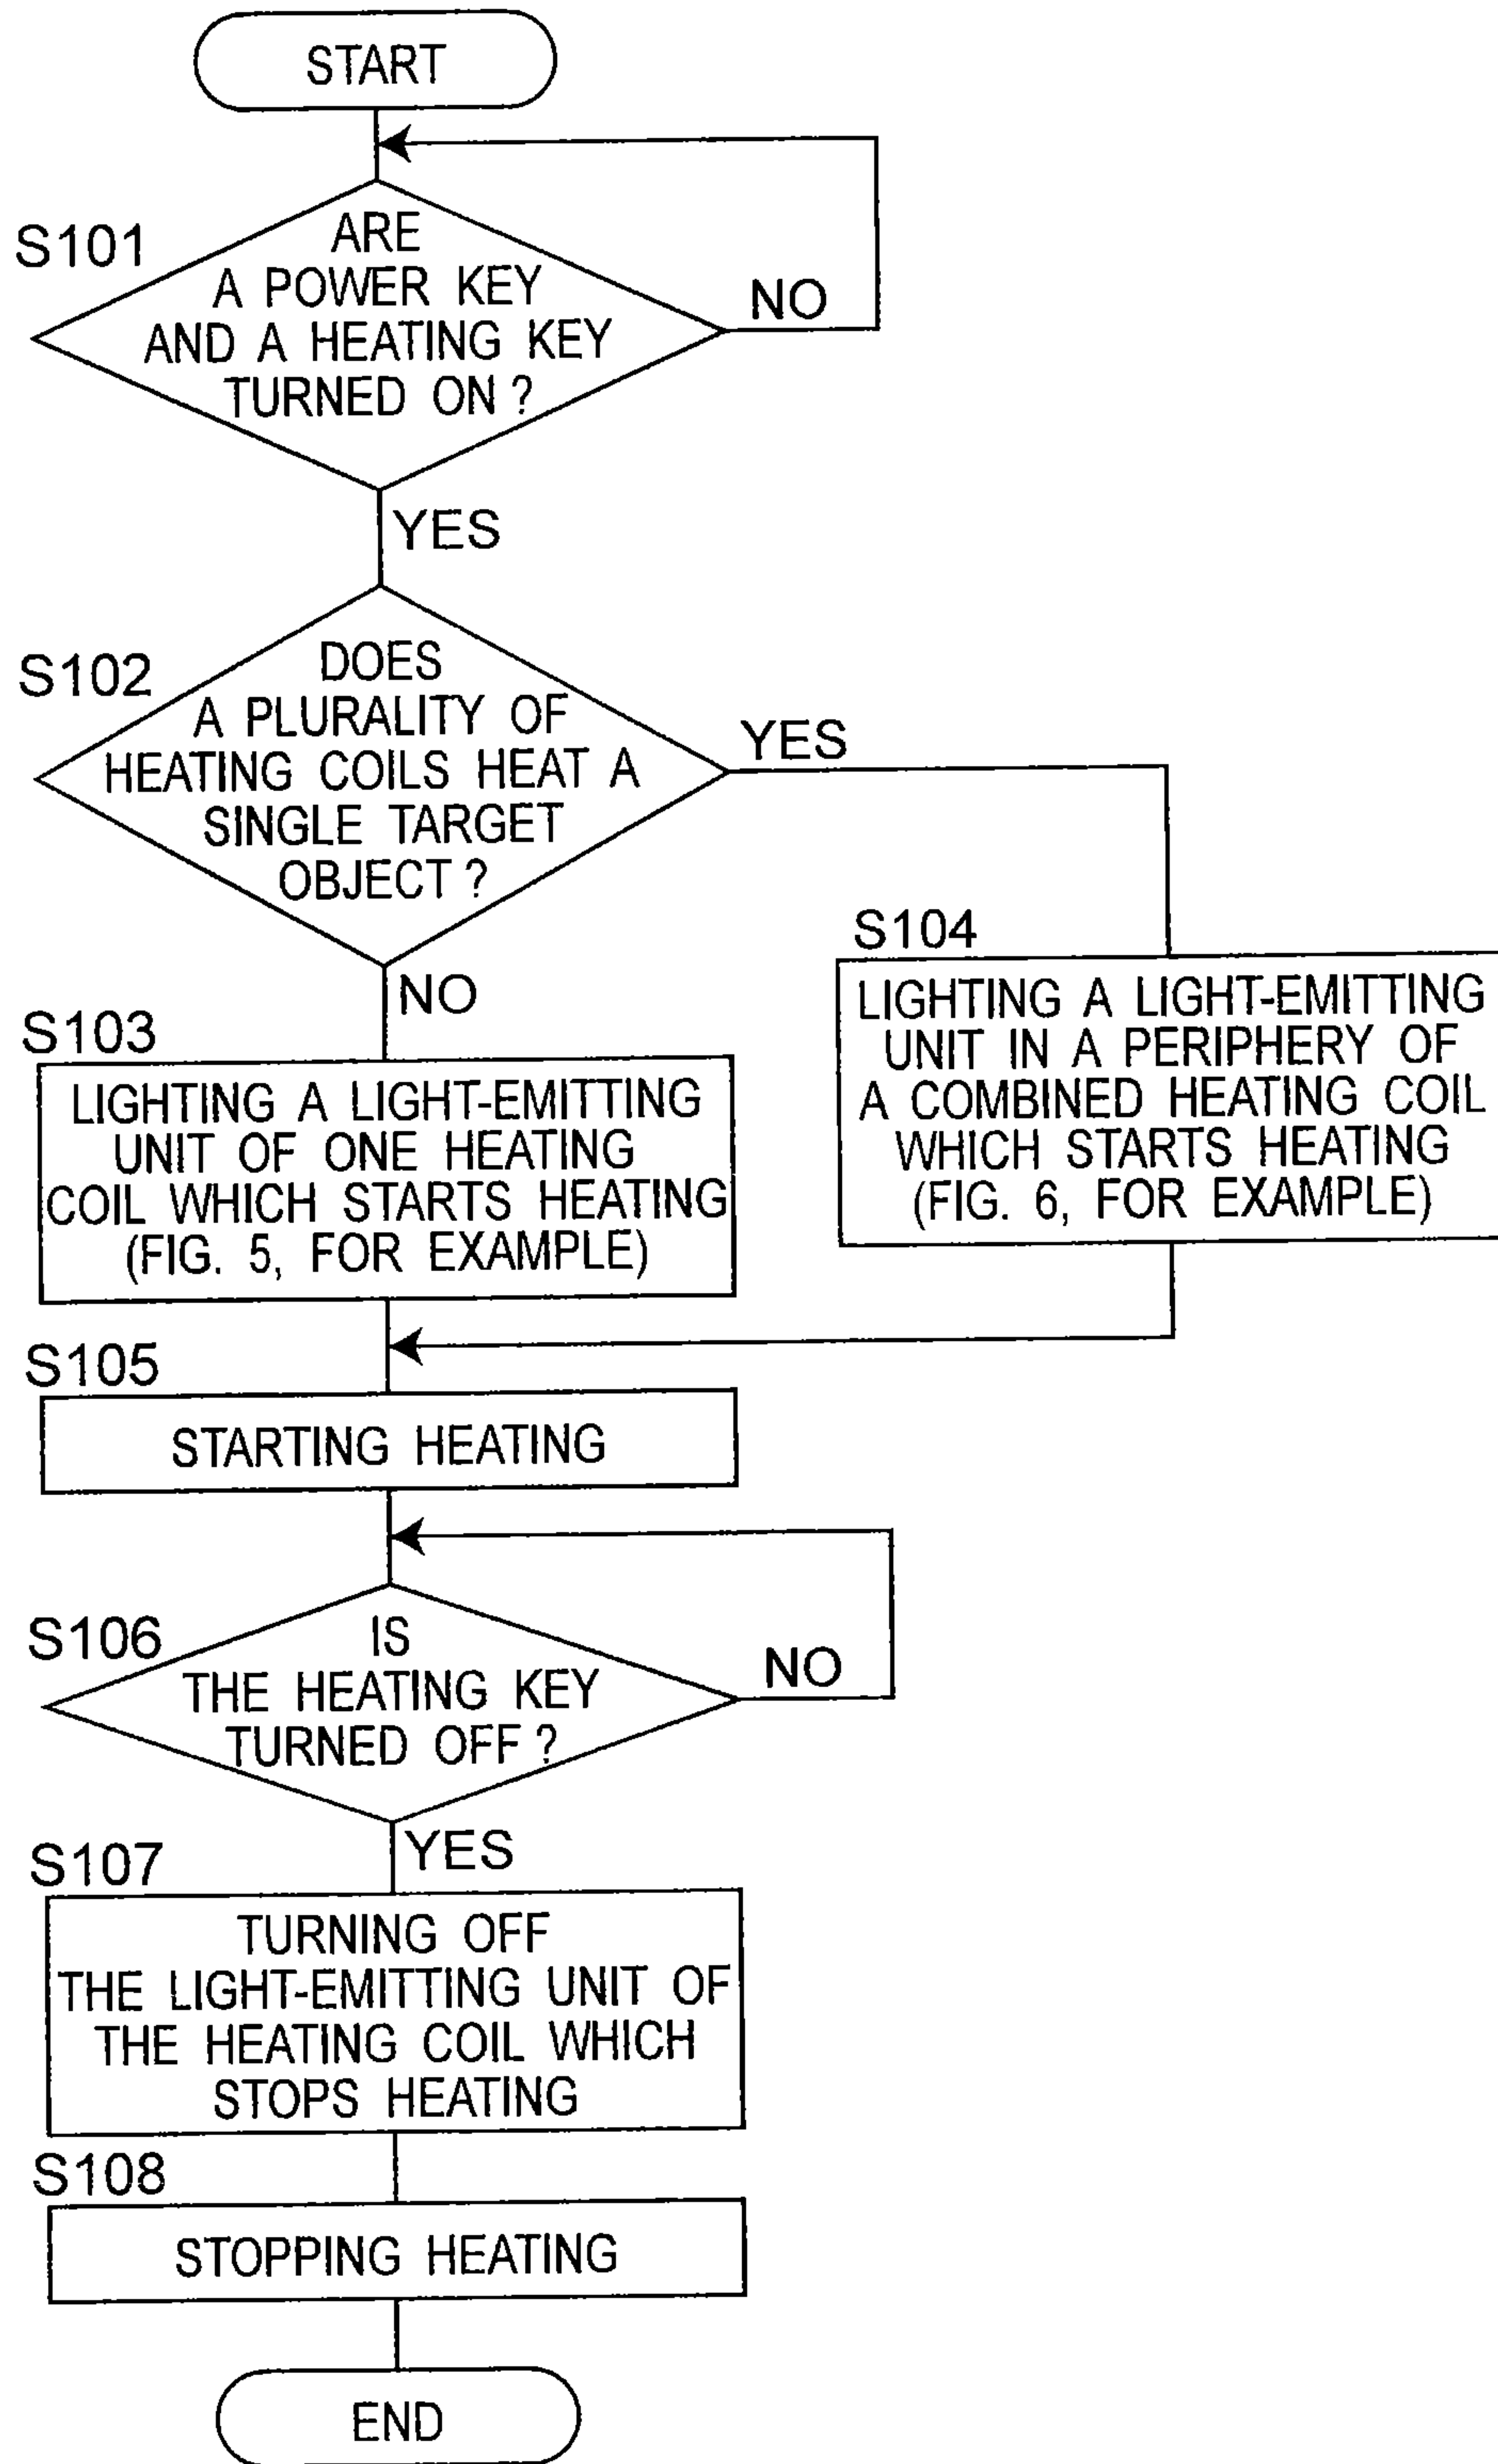 START
S101
ARE
A POWER KEY
AND A HEATING KEY
TURNED ON ?
NO
YES
S102
DOES
A PLURALITY OF
HEATING COILS HEAT A
SINGLE TARGET
OBJECT ?
YES
NO
S103
LIGHTING A LIGHT-EMITTING
UNIT OF ONE HEATING
COIL WHICH STARTS HEATING
(FIG. 5, FOR EXAMPLE)
S104
LIGHTING A LIGHT-EMITTING
UNIT IN A PERIPHERY OF
A COMBINED HEATING COIL
WHICH STARTS HEATING
(FIG. 6, FOR EXAMPLE)
S105
STARTING HEATING
S106
IS
THE HEATING KEY
TURNED OFF ?
NO
YES
S107
TURNING OFF
THE LIGHT-EMITTING UNIT OF
THE HEATING COIL WHICH
STOPS HEATING
S108
STOPPING HEATING
END